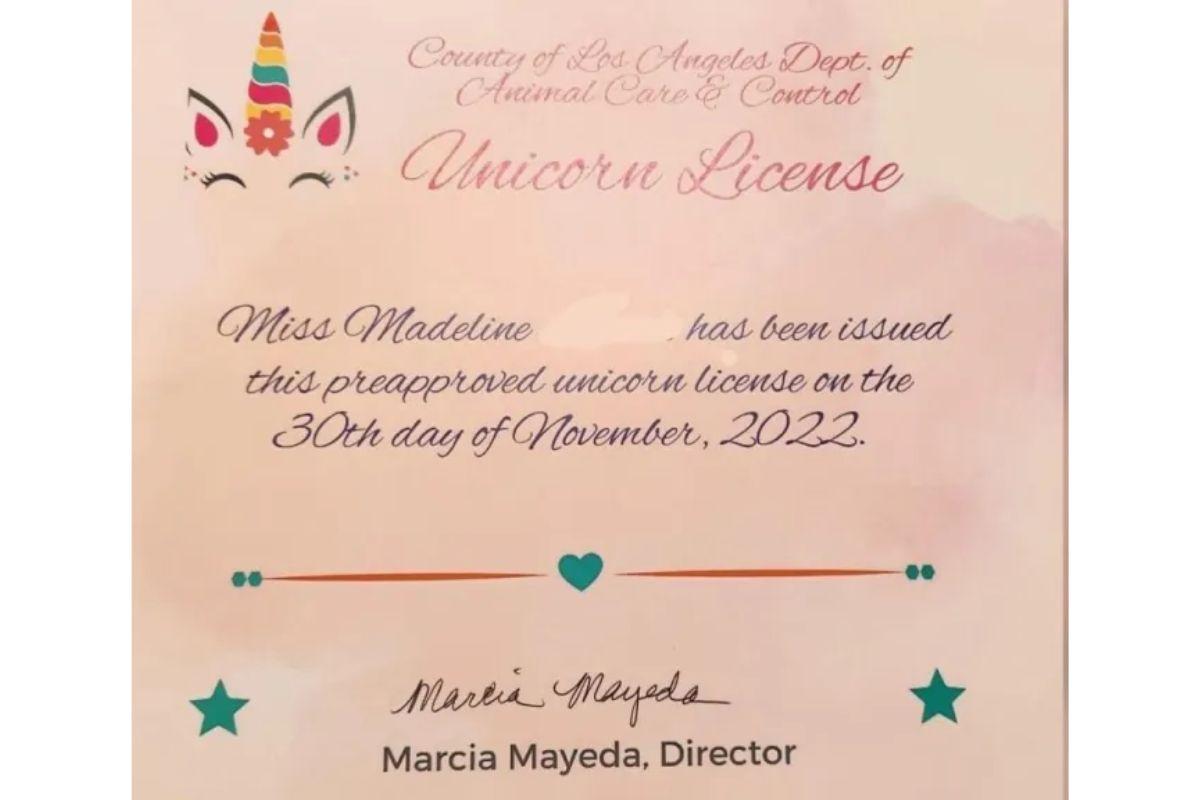 County of Los Angeles Dept. of
Animal Care & Control
Unicorn License
Miss Madeline has been issued
this preapproved unicorn license on the
30th day of November, 2022.
Marcia Mayeda
Marcia Mayeda, Director